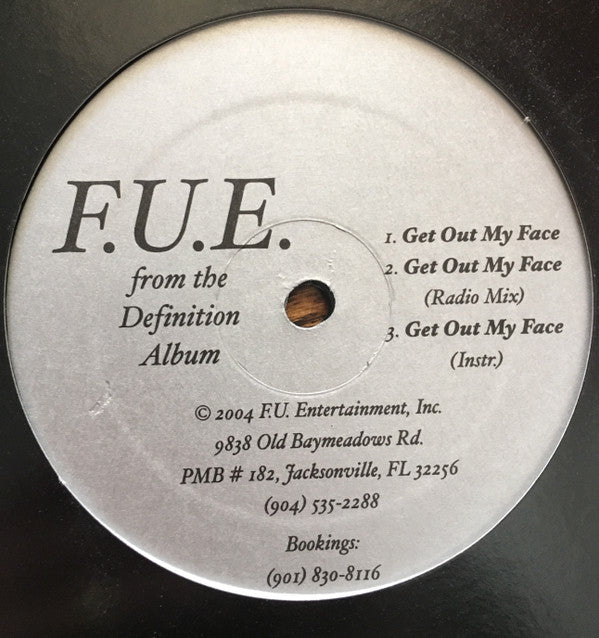 F.U.E.
from the
Definition
Album
1. Get Out My Face
2. Get Out My Face
(Radio Mix)
3. Get Out My Face
(Instr.)
© 2004 F.U. Entertainment, Inc.
9838 Old Baymeadows Rd.
PMB # 182, Jacksonville, FL 32256
(904) 535-2288
Bookings:
(901) 830-8116